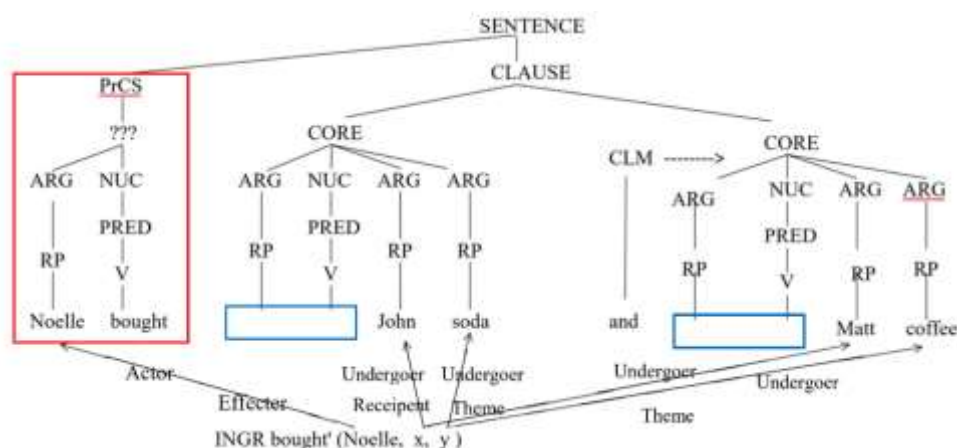 SENTENCE
PrCS
CLAUSE
???
CORE
CLM
CORE
ARG NUC
ARG NUC ARG ARG
ARG NUC ARG ARG
PRED
PRED
PRED
RP V
RP V RP RP
RP V RP RP
Noelle bought
John soda
and
Matt coffee
Actor
Undergoer Undergoer
Undergoer
Undergoer
Effecter
Receipent Theme
Theme
INGR bought' (Noelle, x, y )